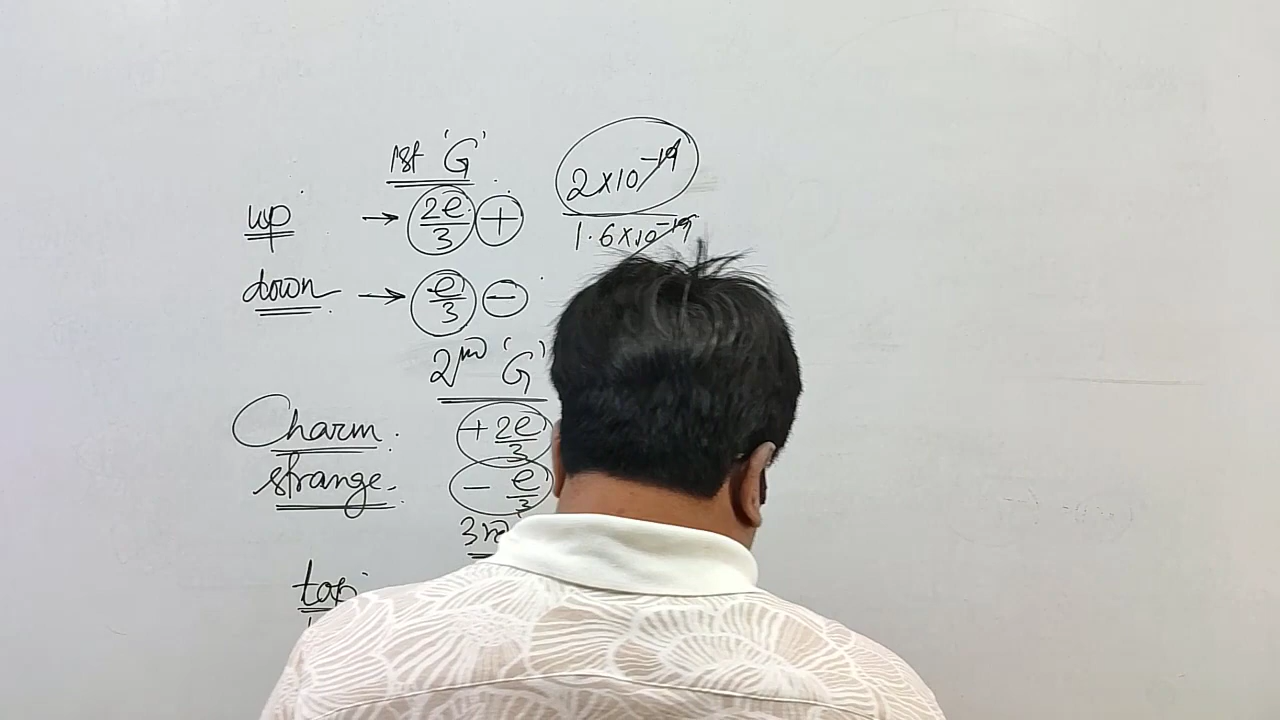 1st 'G'
up → 2e/3 +
down → e/3 −
2nd 'G'
Charm. +2e/3
strange. − e/3
3rd
top
2×10⁻¹⁹
1.6×10⁻¹⁹